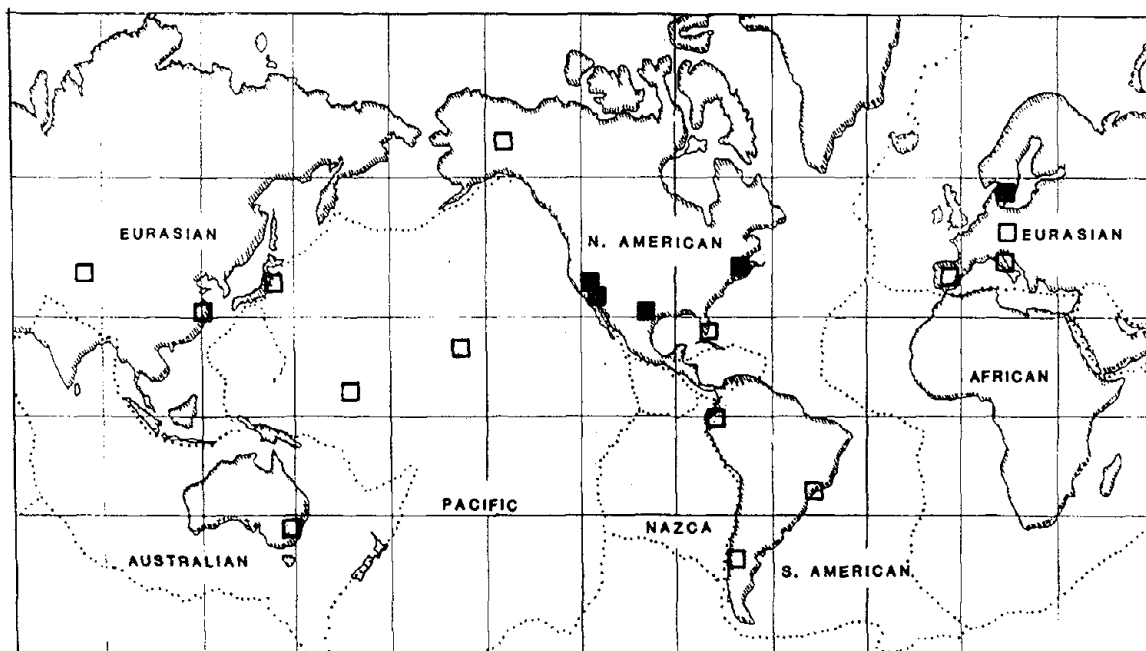 EURASIAN
N. AMERICAN
EURASIAN
AFRICAN
PACIFIC
NAZCA
AUSTRALIAN
S. AMERICAN